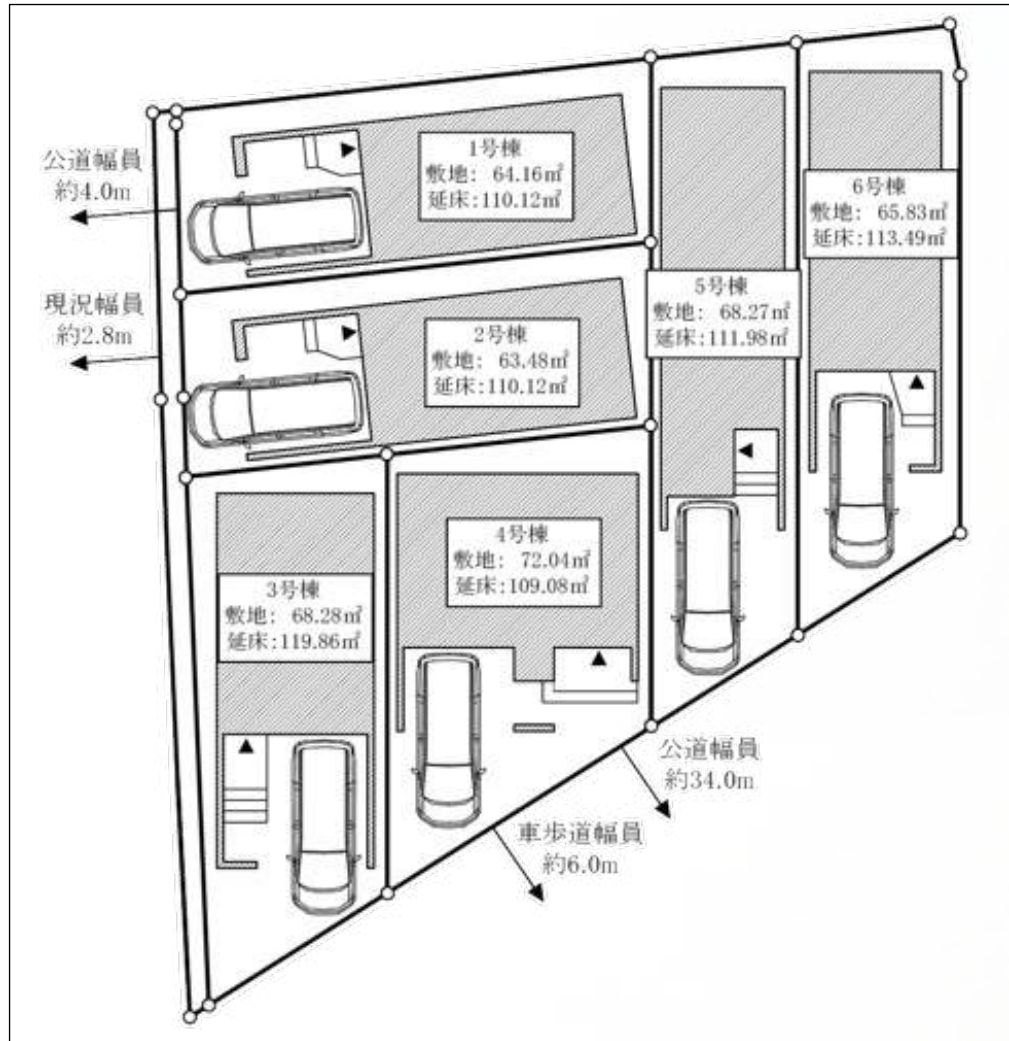 公道幅員
約4.0m
現況幅員
約2.8m
1号棟
敷地: 64.16㎡
延床:110.12㎡
2号棟
敷地: 63.48㎡
延床:110.12㎡
3号棟
敷地: 68.28㎡
延床:119.86㎡
4号棟
敷地: 72.04㎡
延床:109.08㎡
5号棟
敷地: 68.27㎡
延床:111.98㎡
6号棟
敷地: 65.83㎡
延床:113.49㎡
公道幅員
約34.0m
車歩道幅員
約6.0m